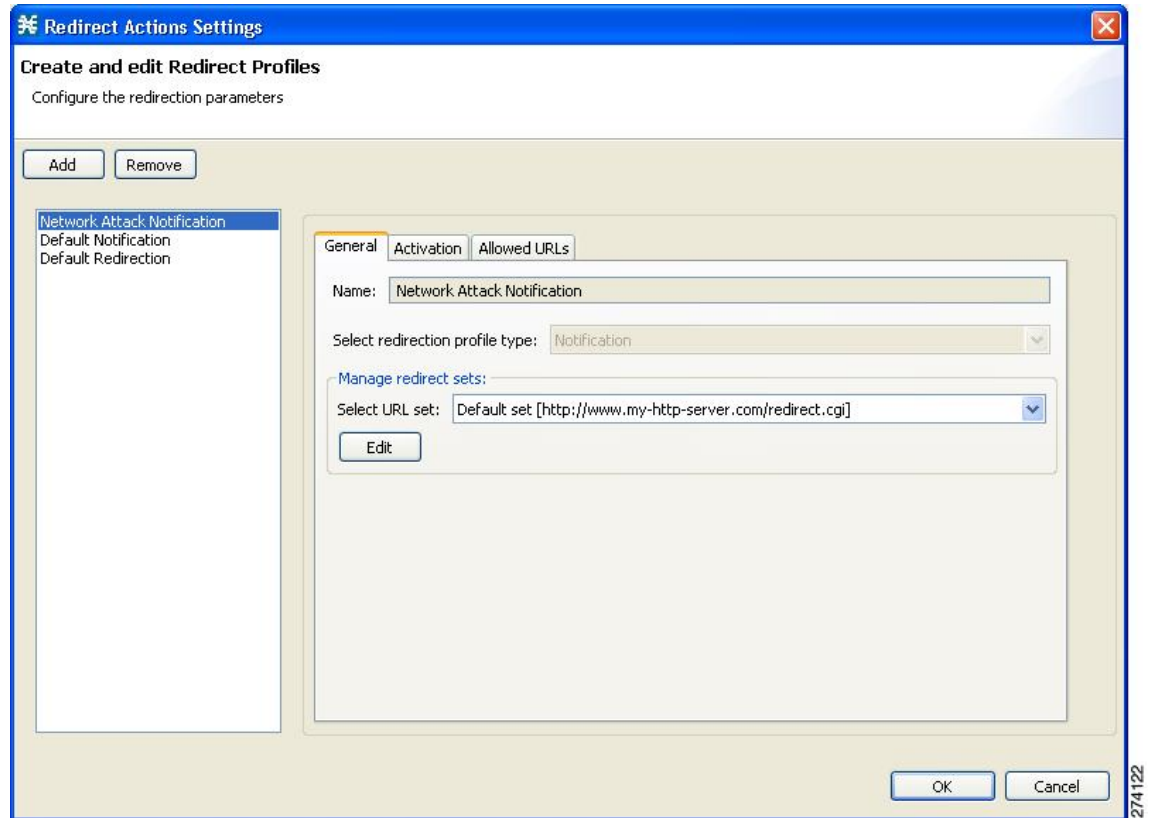 Redirect Actions Settings
Create and edit Redirect Profiles
Configure the redirection parameters
Add Remove
Network Attack Notification
Default Notification
Default Redirection
General Activation Allowed URLs
Name: Network Attack Notification
Select redirection profile type: Notification
Manage redirect sets:
Select URL set: Default set [http://www.my-http-server.com/redirect.cgi]
Edit
OK Cancel
274122